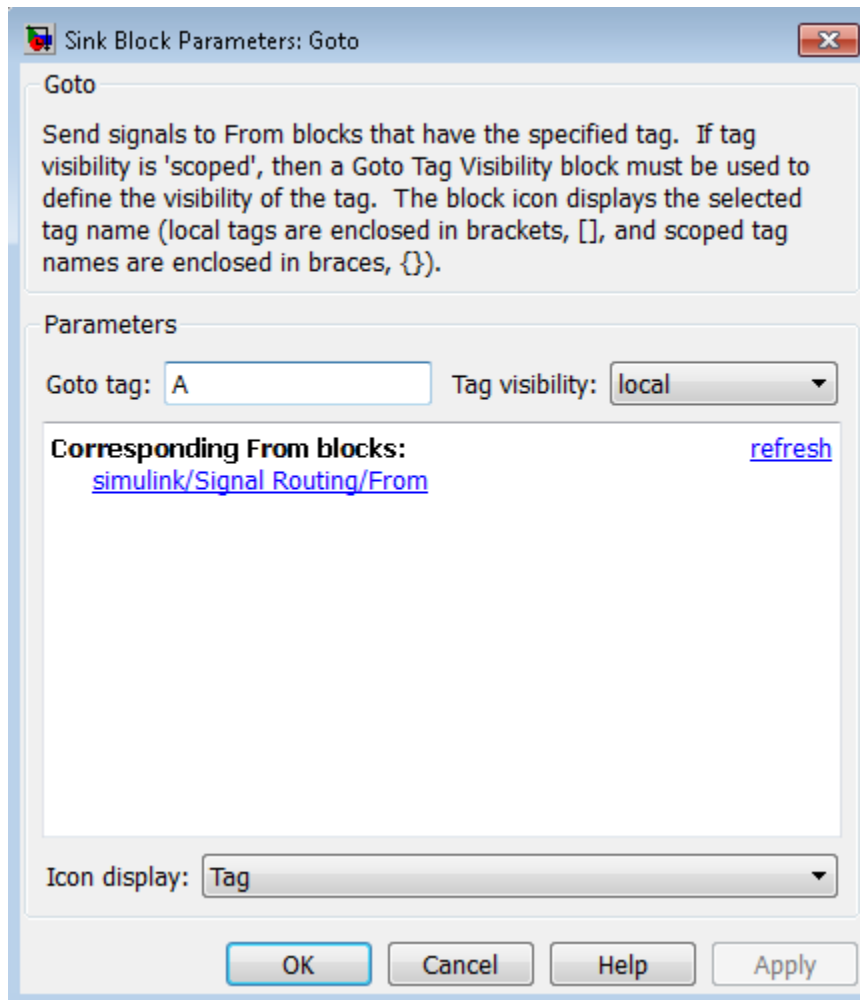 Sink Block Parameters: Goto
Goto
Send signals to From blocks that have the specified tag.  If tag
visibility is 'scoped', then a Goto Tag Visibility block must be used to
define the visibility of the tag.  The block icon displays the selected
tag name (local tags are enclosed in brackets, [], and scoped tag
names are enclosed in braces, {}).
Parameters
Goto tag: A Tag visibility: local
Corresponding From blocks: refresh
simulink/Signal Routing/From
Icon display: Tag
OK Cancel Help Apply